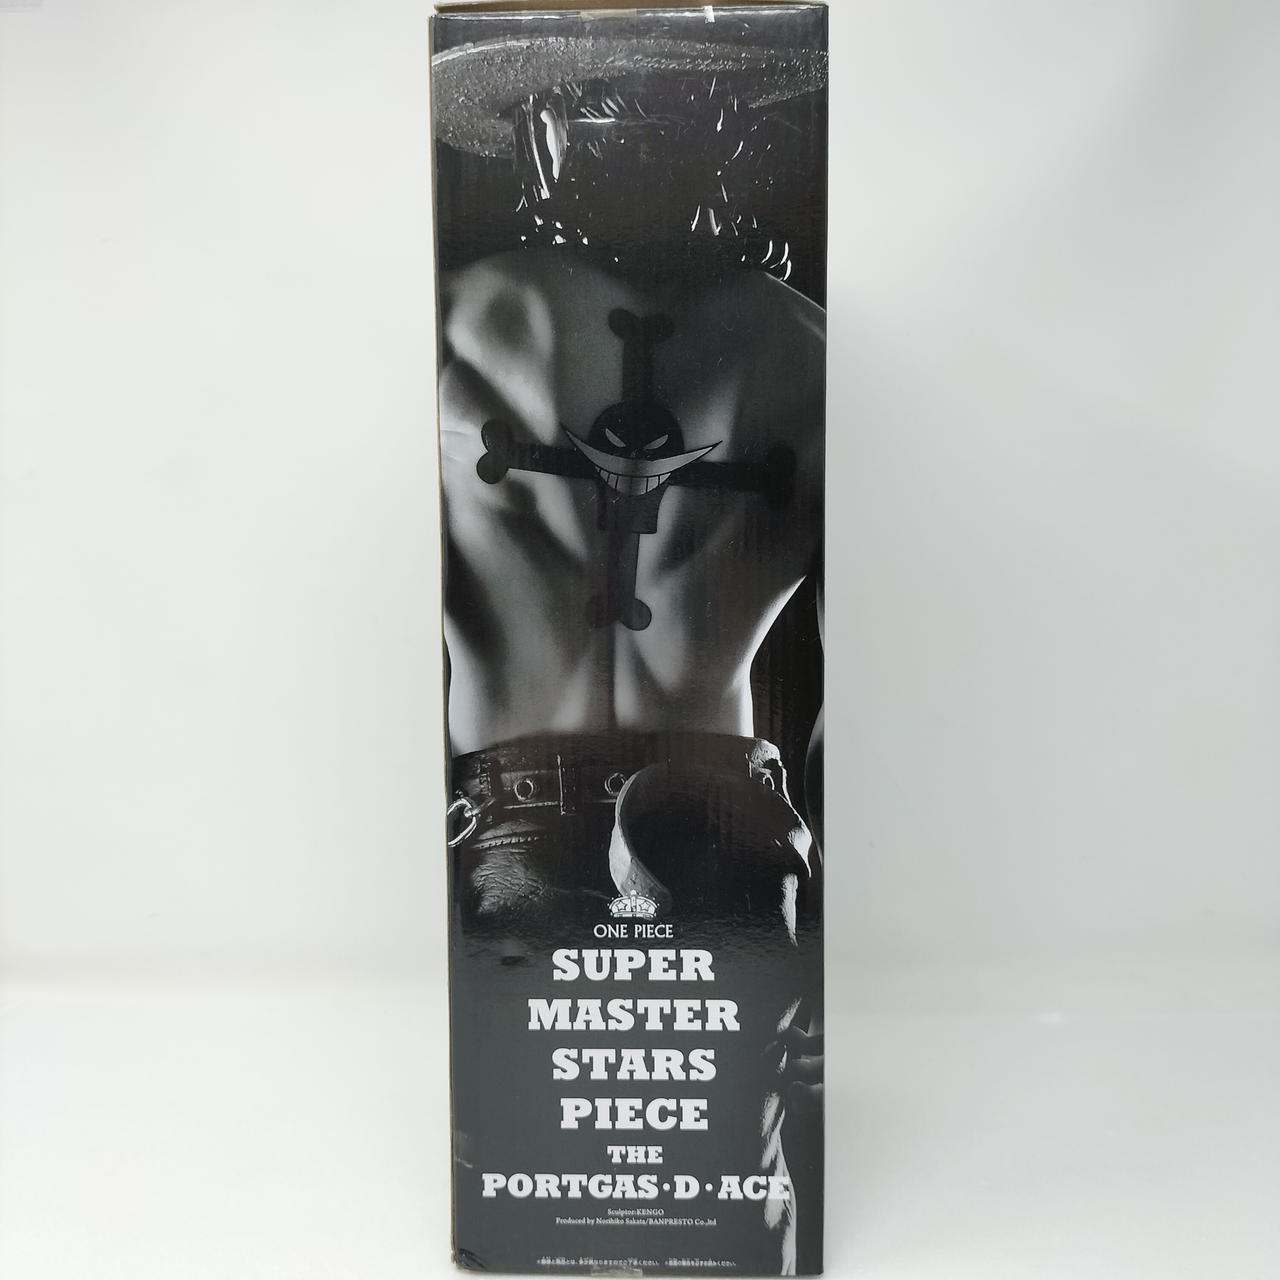 ONE PIECE
SUPER
MASTER
STARS
PIECE
THE
PORTGAS·D·ACE
Sculptor:KENGO
Produced by Norihiko Sakata/BANPRESTO Co.,ltd